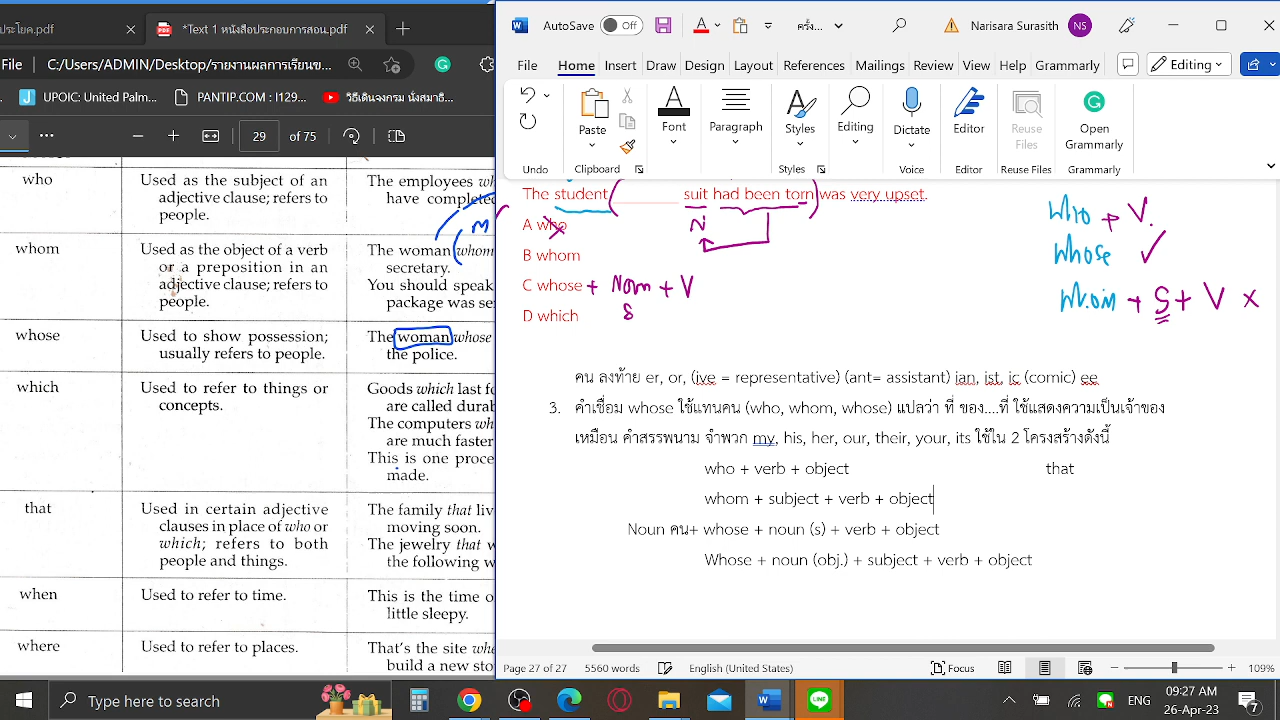 *Text 1 หนังสือประกอบการสอน.pdf
File C:/Users/ADMIN/Desktop/รายงานผลการเรียนข...
UPOIC: United Palm... PANTIP.COM : I129... วิธีเดินจงกรม นั่งสมาธิ...
29 of 75
who Used as the subject of an
adjective clause; refers to
people.
The employees
have
whom Used as the object of a verb
or a preposition in an
adjective clause; refers to
people.
The woman whom
secretary.
You should speak
package was
whose Used to show possession;
usually refers to people.
The woman whose
the police.
which Used to refer to things or
concepts.
Goods which last
are called
The computers
are much faster
This is one
made.
that Used in certain adjective
clauses in place of who or
which; refers to both
people and things.
The family that
moving soon.
The jewelry that
the following
when Used to refer to time.
This is the time
little sleepy.
where Used to refer to places.
That's the site
build a new
AutoSave Off ครั้ง... Narisara Surasith NS
File Home Insert Draw Design Layout References Mailings Review View Help Grammarly Editing
Paste Font Paragraph Styles Editing Dictate Editor Reuse Files Open Grammarly
Undo Clipboard Styles Voice Editor Reuse Files Grammarly
The student ________ suit had been torn was very upset.
N
A who
B whom
C whose + Noun + V
S
D which
who + V.
whose ✓
whom + S + V ×
คน ลงท้าย er, or, (ive = representative) (ant= assistant) ian, ist, ic (comic) ee
3. คำเชื่อม whose ใช้แทนคน (who, whom, whose) แปลว่า ที่ ของ....ที่ ใช้แสดงความเป็นเจ้าของ
เหมือน คำสรรพนาม จำพวก my, his, her, our, their, your, its ใช้ใน 2 โครงสร้างดังนี้
who + verb + object that
whom + subject + verb + object
Noun คน+ whose + noun (s) + verb + object
Whose + noun (obj.) + subject + verb + object
Page 27 of 27 5560 words English (United States) Focus 109%
Type here to search ENG 09:27 AM
26-Apr-23 7